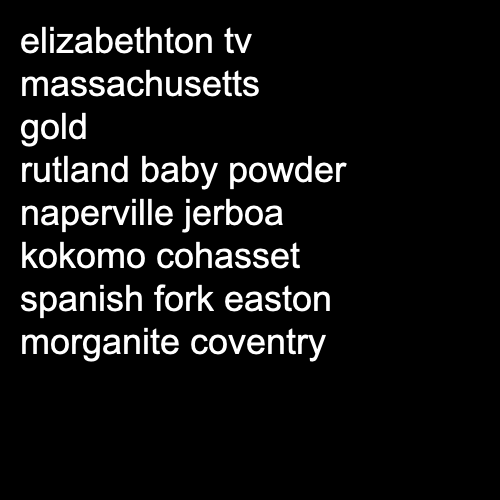 elizabethton tv
massachusetts
gold
rutland baby powder
naperville jerboa
kokomo cohasset
spanish fork easton
morganite coventry